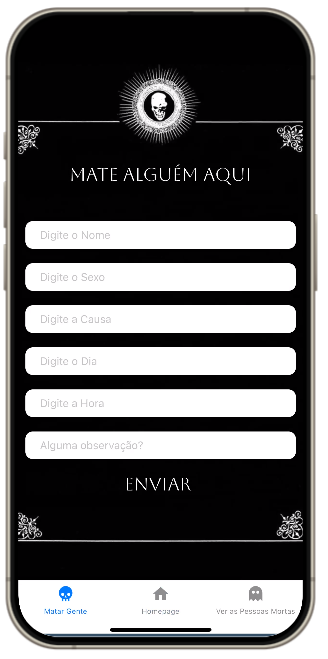 MATE ALGUÉM AQUI
Digite o Nome
Digite o Sexo
Digite a Causa
Digite o Dia
Digite a Hora
Alguma observação?
ENVIAR
Matar Gente
Homepage
Ver as Pessoas Mortas